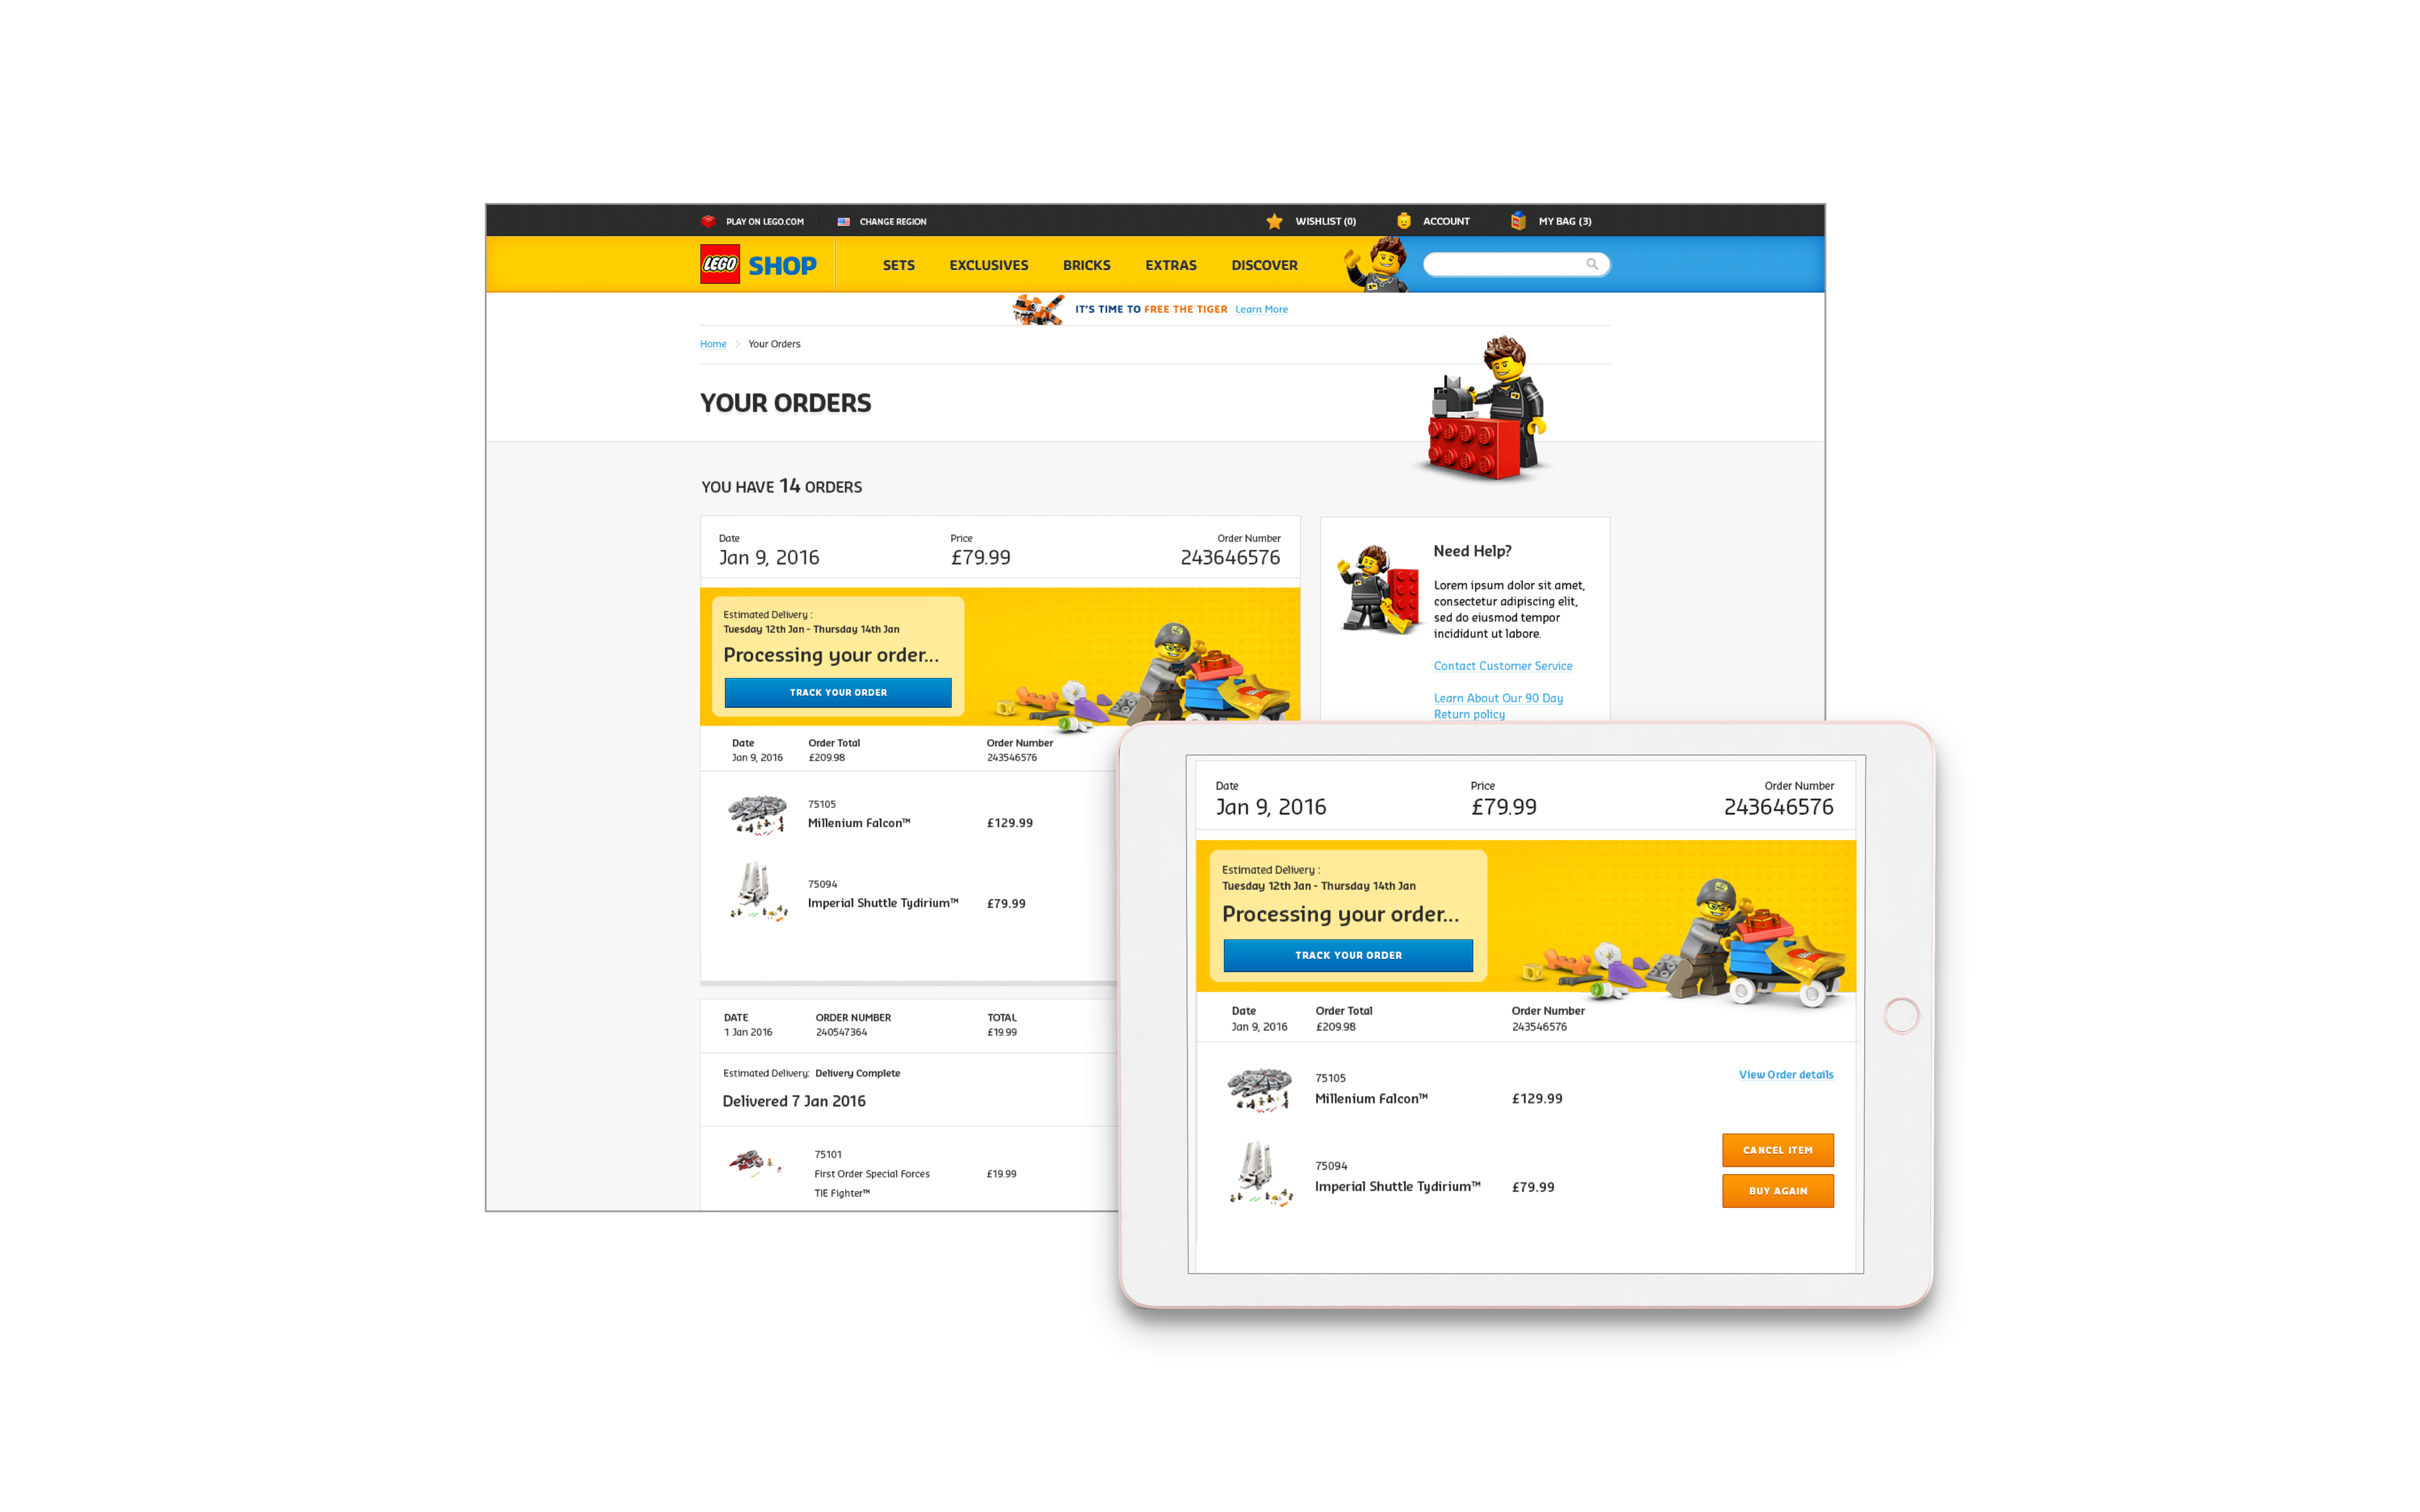 PLAY ON LEGO.COM
CHANGE REGION
WISHLIST (0)
ACCOUNT
MY BAG (3)
LEGO SHOP
SETS
EXCLUSIVES
BRICKS
EXTRAS
DISCOVER
IT'S TIME TO FREE THE TIGER Learn More
Home
Your Orders
YOUR ORDERS
YOU HAVE 14 ORDERS
Date
Price
Order Number
Jan 9, 2016
£79.99
243646576
Estimated Delivery :
Tuesday 12th Jan - Thursday 14th Jan
Processing your order...
TRACK YOUR ORDER
Date
Order Total
Order Number
Jan 9, 2016
£209.98
243546576
75105
Millenium Falcon™
£129.99
75094
Imperial Shuttle Tydirium™
£79.99
DATE
ORDER NUMBER
TOTAL
1 Jan 2016
240547364
£19.99
Estimated Delivery: Delivery Complete
Delivered 7 Jan 2016
75101
First Order Special Forces
TIE Fighter™
£19.99
Need Help?
Lorem ipsum dolor sit amet,
consectetur adipiscing elit,
sed do eiusmod tempor
incididunt ut labore.
Contact Customer Service
Learn About Our 90 Day
Return policy
Date
Price
Order Number
Jan 9, 2016
£79.99
243646576
Estimated Delivery :
Tuesday 12th Jan - Thursday 14th Jan
Processing your order...
TRACK YOUR ORDER
LEGO
Date
Order Total
Order Number
Jan 9, 2016
£209.98
243546576
75105
Millenium Falcon™
£129.99
View Order details
75094
Imperial Shuttle Tydirium™
£79.99
CANCEL ITEM
BUY AGAIN